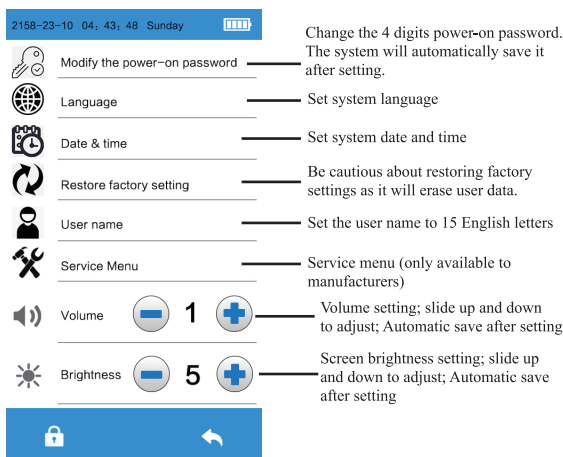 2158-23-10 04:43:48 Sunday
Modify the power-on password
Change the 4 digits power-on password.
The system will automatically save it
after setting.
Language
Set system language
Date & time
Set system date and time
Restore factory setting
Be cautious about restoring factory
settings as it will erase user data.
User name
Set the user name to 15 English letters
Service Menu
Service menu (only available to
manufacturers)
Volume 1
Volume setting; slide up and down
to adjust; Automatic save after setting
Brightness 5
Screen brightness setting; slide up
and down to adjust; Automatic save
after setting